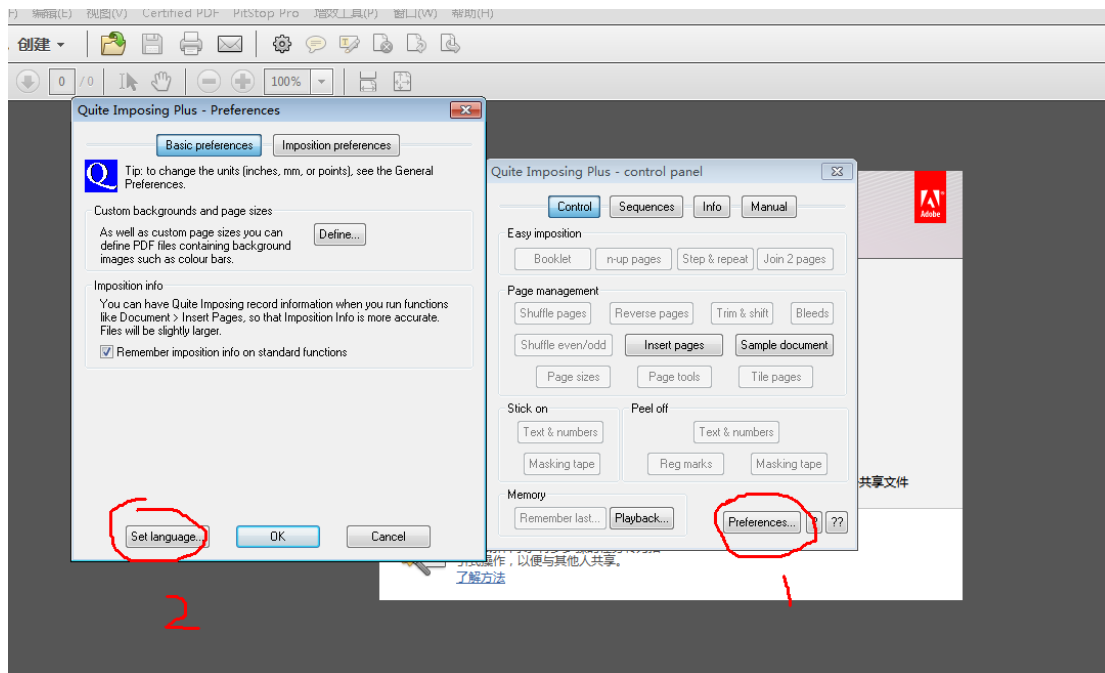 F) 编辑(E) 视图(V) Certified PDF PitStop Pro 增效工具(P) 窗口(W) 帮助(H)
创建
0 / 0 100%
Quite Imposing Plus - Preferences
Basic preferences Imposition preferences
Tip: to change the units (inches, mm, or points), see the General
Preferences.
Custom backgrounds and page sizes
As well as custom page sizes you can
define PDF files containing background
images such as colour bars.
Define...
Imposition info
You can have Quite Imposing record information when you run functions
like Document > Insert Pages, so that Imposition Info is more accurate.
Files will be slightly larger.
Remember imposition info on standard functions
Set language... OK Cancel
2
Quite Imposing Plus - control panel
Control Sequences Info Manual
Easy imposition
Booklet n-up pages Step & repeat Join 2 pages
Page management
Shuffle pages Reverse pages Trim & shift Bleeds
Shuffle even/odd Insert pages Sample document
Page sizes Page tools Tile pages
Stick on Peel off
Text & numbers Text & numbers
Masking tape Reg marks Masking tape
Memory
Remember last... Playback... Preferences... ? ??
1
Adobe
共享文件
操作，以便与其他人共享。
了解方法